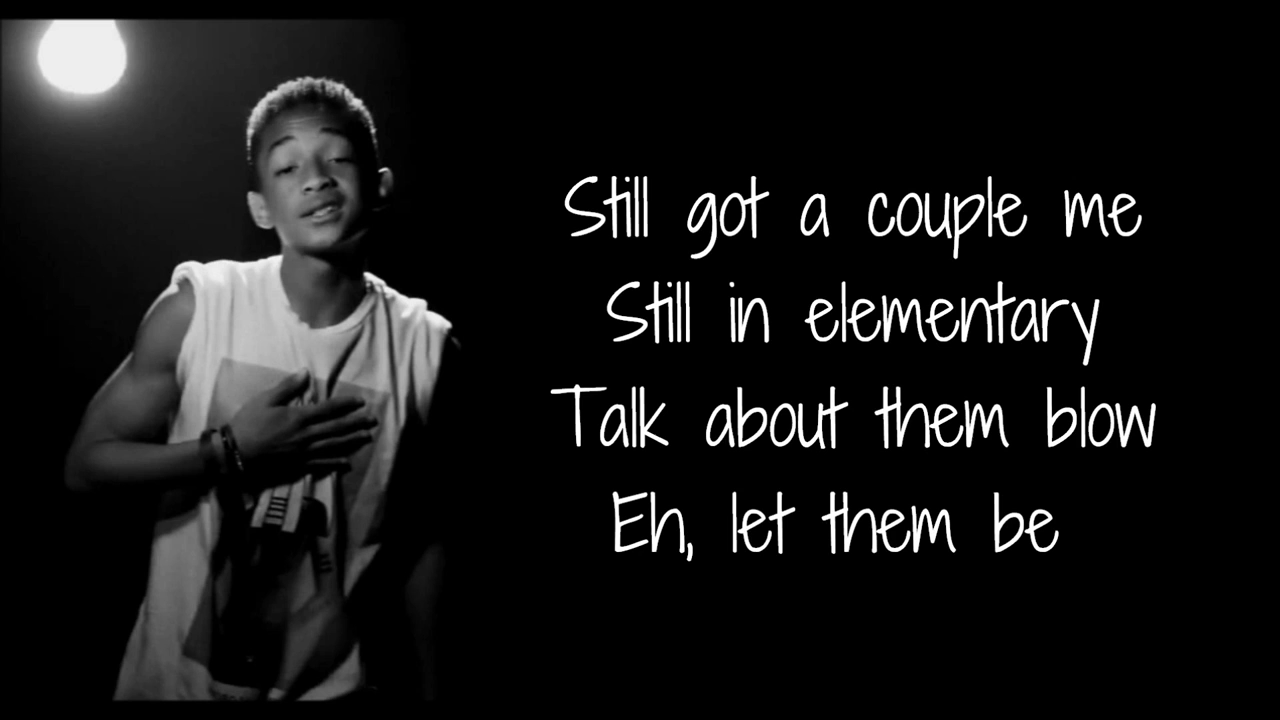 Still got a couple me
Still in elementary
Talk about them blow
Eh, let them be